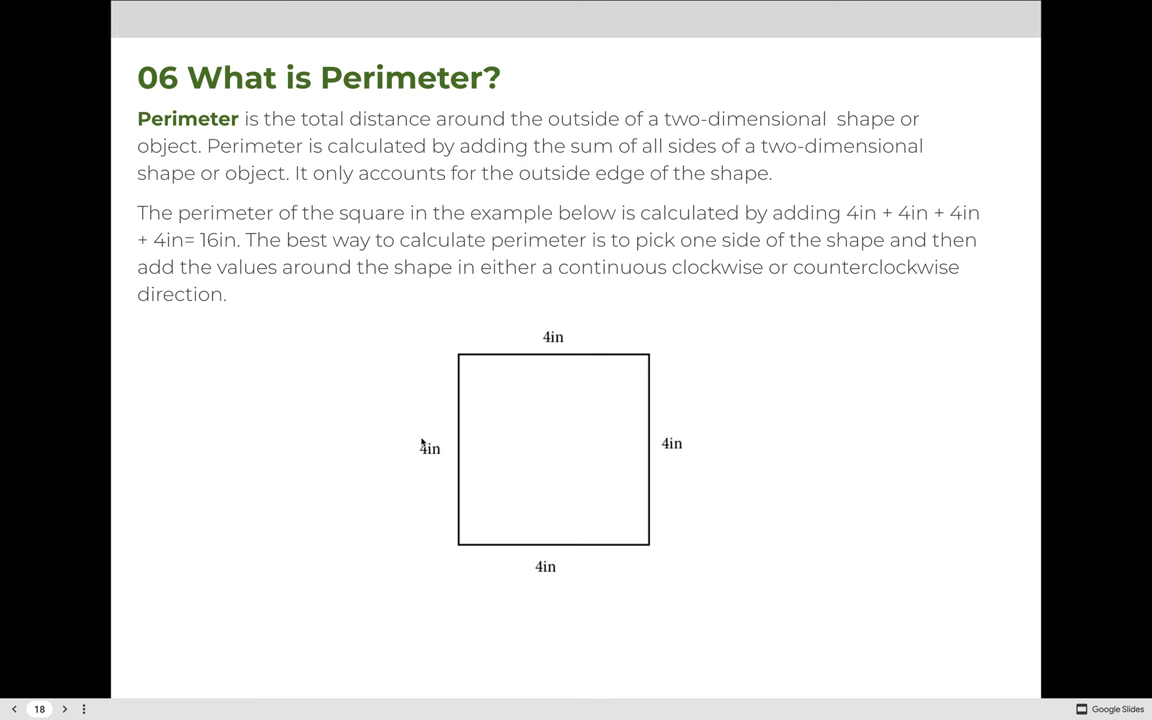 06 What is Perimeter?
Perimeter is the total distance around the outside of a two-dimensional  shape or
object. Perimeter is calculated by adding the sum of all sides of a two-dimensional
shape or object. It only accounts for the outside edge of the shape.
The perimeter of the square in the example below is calculated by adding 4in + 4in + 4in
+ 4in= 16in. The best way to calculate perimeter is to pick one side of the shape and then
add the values around the shape in either a continuous clockwise or counterclockwise
direction.
4in
4in
4in
4in
18
Google Slides